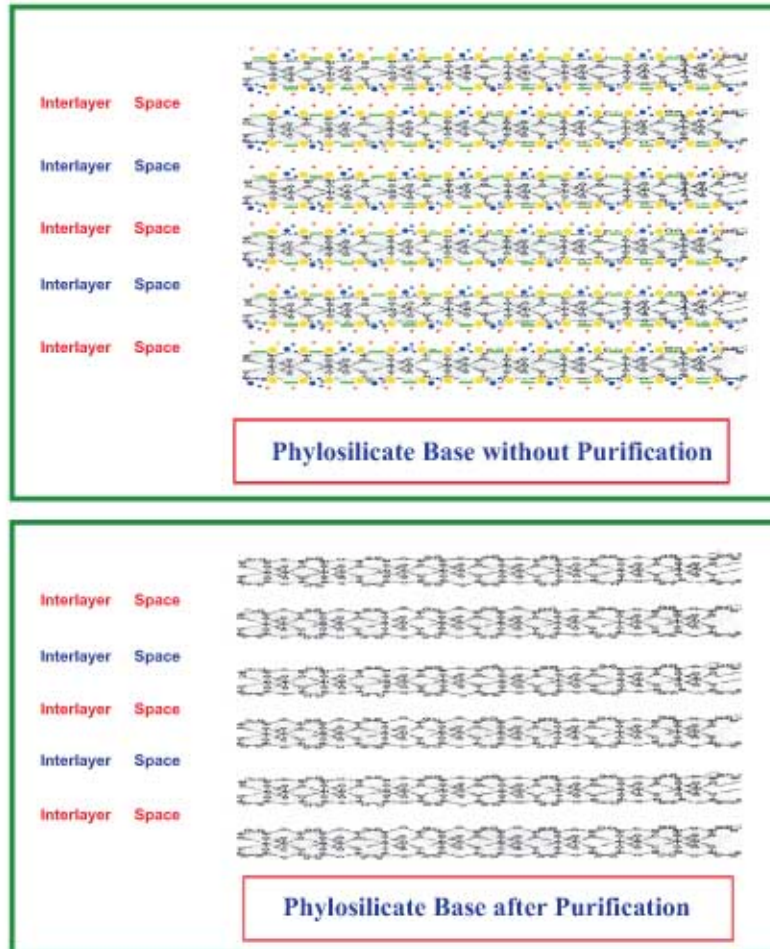 Interlayer Space
Interlayer Space
Interlayer Space
Interlayer Space
Interlayer Space
Phylosilicate Base without Purification
Interlayer Space
Interlayer Space
Interlayer Space
Interlayer Space
Interlayer Space
Phylosilicate Base after Purification